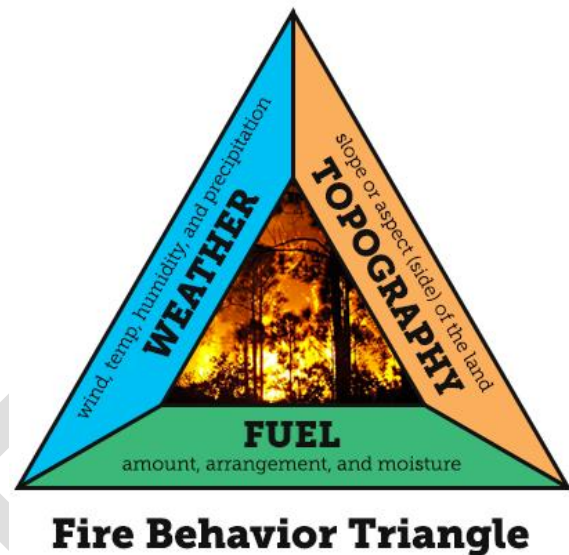 wind, temp, humidity, and precipitation
WEATHER
slope or aspect (side) of the land
TOPOGRAPHY
FUEL
amount, arrangement, and moisture
Fire Behavior Triangle